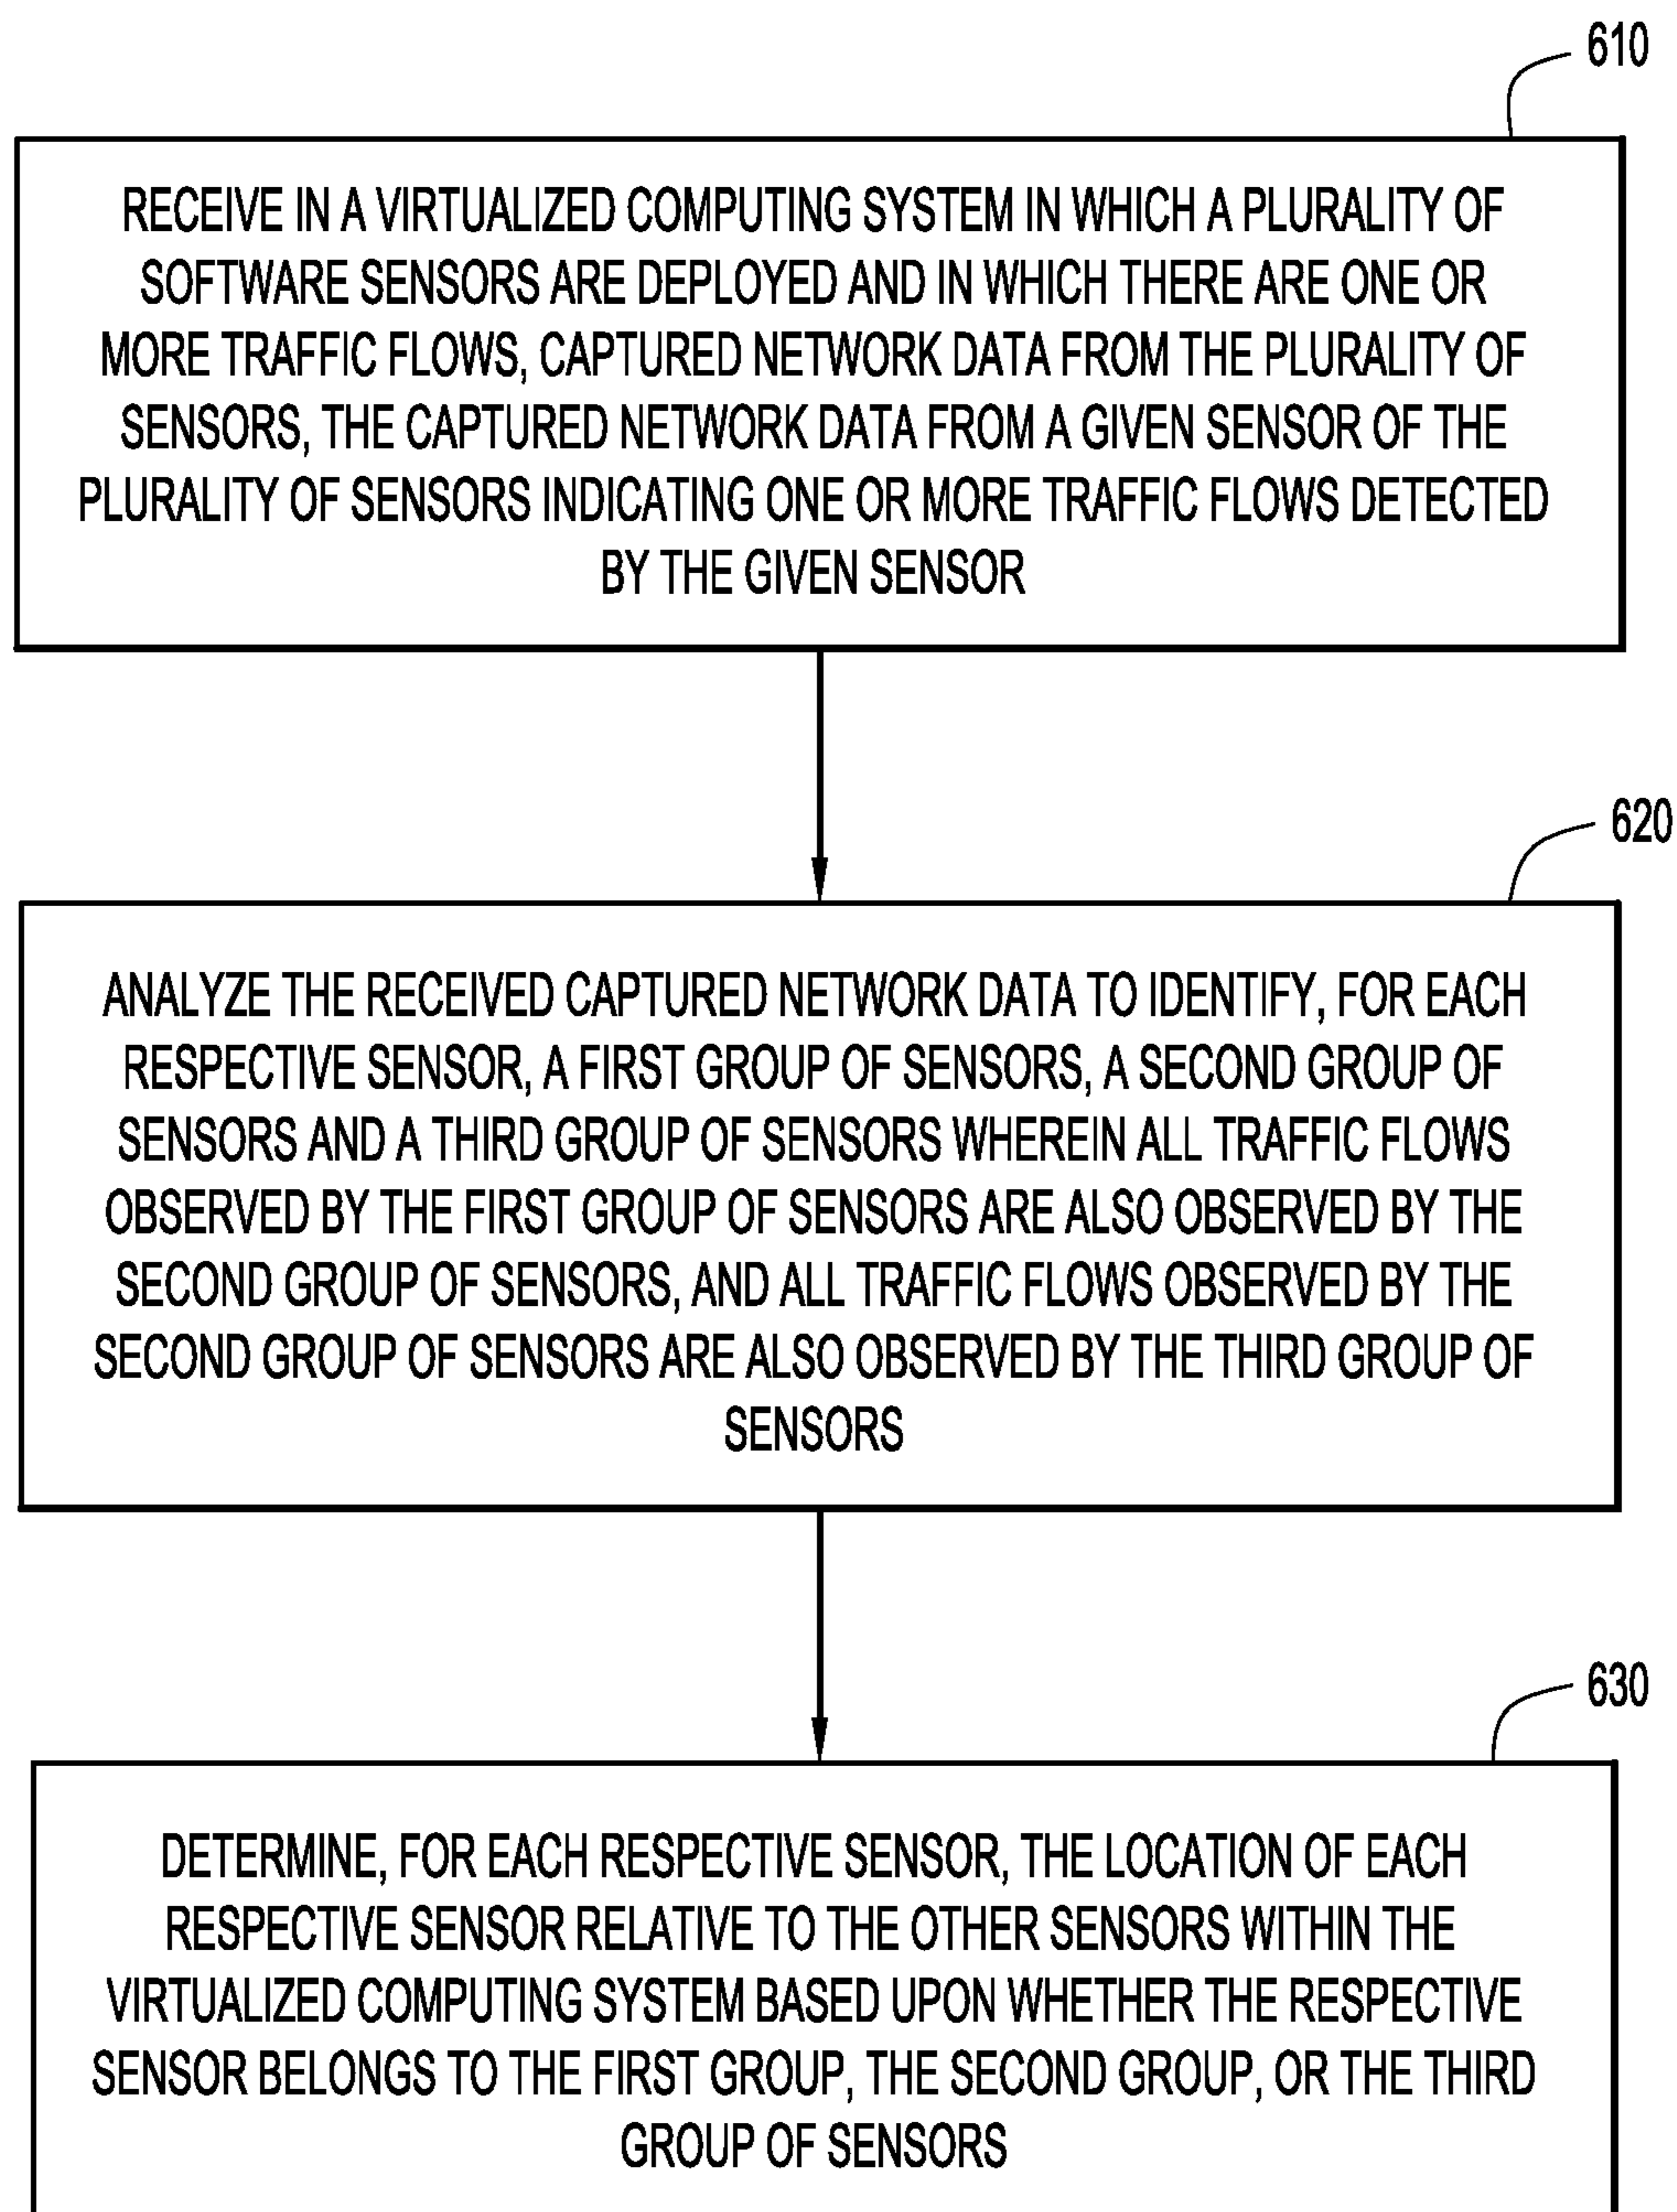 610
RECEIVE IN A VIRTUALIZED COMPUTING SYSTEM IN WHICH A PLURALITY OF
SOFTWARE SENSORS ARE DEPLOYED AND IN WHICH THERE ARE ONE OR
MORE TRAFFIC FLOWS, CAPTURED NETWORK DATA FROM THE PLURALITY OF
SENSORS, THE CAPTURED NETWORK DATA FROM A GIVEN SENSOR OF THE
PLURALITY OF SENSORS INDICATING ONE OR MORE TRAFFIC FLOWS DETECTED
BY THE GIVEN SENSOR
620
ANALYZE THE RECEIVED CAPTURED NETWORK DATA TO IDENTIFY, FOR EACH
RESPECTIVE SENSOR, A FIRST GROUP OF SENSORS, A SECOND GROUP OF
SENSORS AND A THIRD GROUP OF SENSORS WHEREIN ALL TRAFFIC FLOWS
OBSERVED BY THE FIRST GROUP OF SENSORS ARE ALSO OBSERVED BY THE
SECOND GROUP OF SENSORS, AND ALL TRAFFIC FLOWS OBSERVED BY THE
SECOND GROUP OF SENSORS ARE ALSO OBSERVED BY THE THIRD GROUP OF
SENSORS
630
DETERMINE, FOR EACH RESPECTIVE SENSOR, THE LOCATION OF EACH
RESPECTIVE SENSOR RELATIVE TO THE OTHER SENSORS WITHIN THE
VIRTUALIZED COMPUTING SYSTEM BASED UPON WHETHER THE RESPECTIVE
SENSOR BELONGS TO THE FIRST GROUP, THE SECOND GROUP, OR THE THIRD
GROUP OF SENSORS